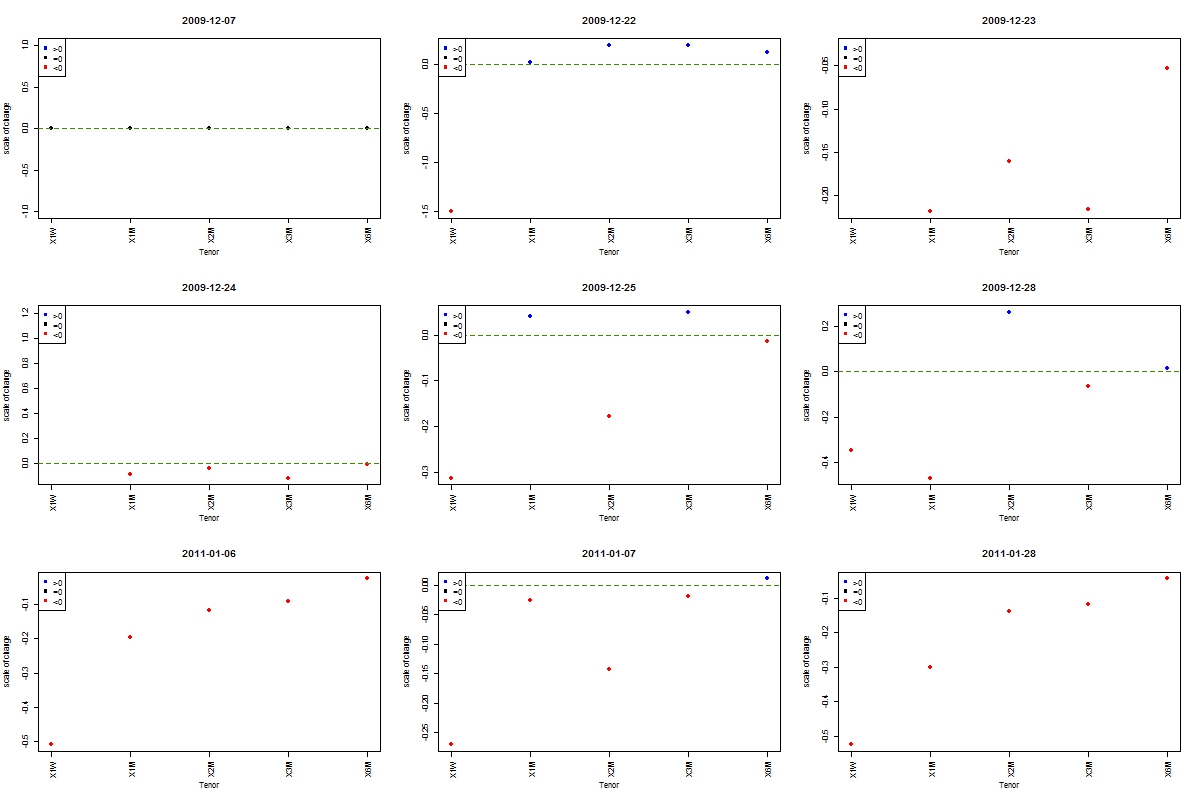 2009-12-07
scale of change
1.0
0.5
0.0
-0.5
-1.0
>0
=0
<0
X1W
X1M
X2M
X3M
X6M
Tenor
2009-12-22
scale of change
0.0
-0.5
-1.0
-1.5
>0
=0
<0
X1W
X1M
X2M
X3M
X6M
Tenor
2009-12-23
scale of change
-0.05
-0.10
-0.15
-0.20
>0
=0
<0
X1W
X1M
X2M
X3M
X6M
Tenor
2009-12-24
scale of change
1.2
1.0
0.8
0.6
0.4
0.2
0.0
>0
=0
<0
X1W
X1M
X2M
X3M
X6M
Tenor
2009-12-25
scale of change
0.0
-0.1
-0.2
-0.3
>0
=0
<0
X1W
X1M
X2M
X3M
X6M
Tenor
2009-12-28
scale of change
0.2
0.0
-0.2
-0.4
>0
=0
<0
X1W
X1M
X2M
X3M
X6M
Tenor
2011-01-06
scale of change
-0.1
-0.2
-0.3
-0.4
-0.5
>0
=0
<0
X1W
X1M
X2M
X3M
X6M
Tenor
2011-01-07
scale of change
0.00
-0.05
-0.10
-0.15
-0.20
-0.25
>0
=0
<0
X1W
X1M
X2M
X3M
X6M
Tenor
2011-01-28
scale of change
-0.1
-0.2
-0.3
-0.4
-0.5
>0
=0
<0
X1W
X1M
X2M
X3M
X6M
Tenor